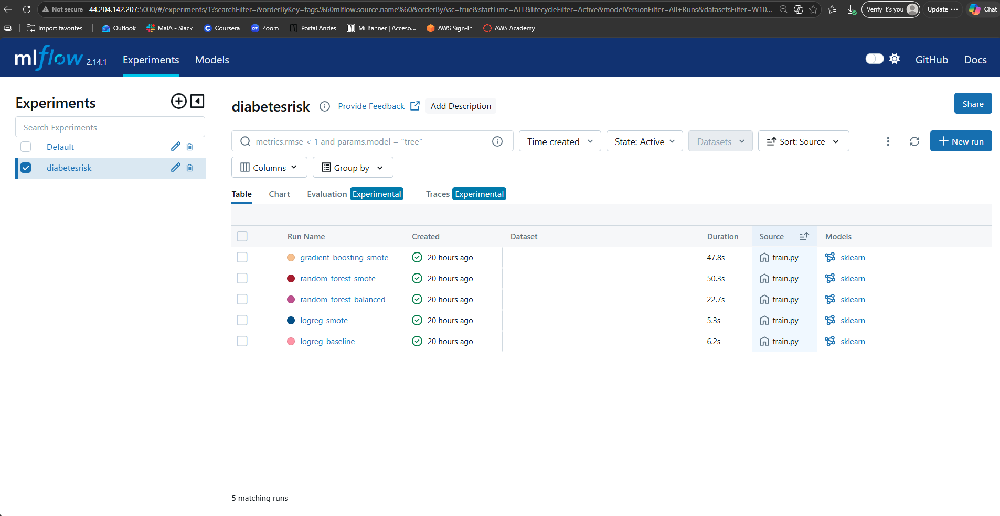 Not secure 44.204.142.207:5000/#/experiments/1?searchFilter=&orderByKey=tags.%60mlflow.source.name%60&orderByAsc=true&startTime=ALL&lifecycleFilter=Active&modelVersionFilter=All+Runs&datasetsFilter=W10... Verify it's you Update Chat
Import favorites Outlook MaIA - Slack Coursera Zoom Portal Andes Mi Banner | Acceso... AWS Sign-In AWS Academy
mlflow 2.14.1 Experiments Models GitHub Docs
Experiments
Search Experiments
Default
diabetesrisk
diabetesrisk Provide Feedback Add Description Share
metrics.rmse < 1 and params.model = "tree" Time created State: Active Datasets Sort: Source New run
Columns Group by
Table Chart Evaluation Experimental Traces Experimental
Run Name Created Dataset Duration Source Models
gradient_boosting_smote 20 hours ago - 47.8s train.py sklearn
random_forest_smote 20 hours ago - 50.3s train.py sklearn
random_forest_balanced 20 hours ago - 22.7s train.py sklearn
logreg_smote 20 hours ago - 5.3s train.py sklearn
logreg_baseline 20 hours ago - 6.2s train.py sklearn
5 matching runs